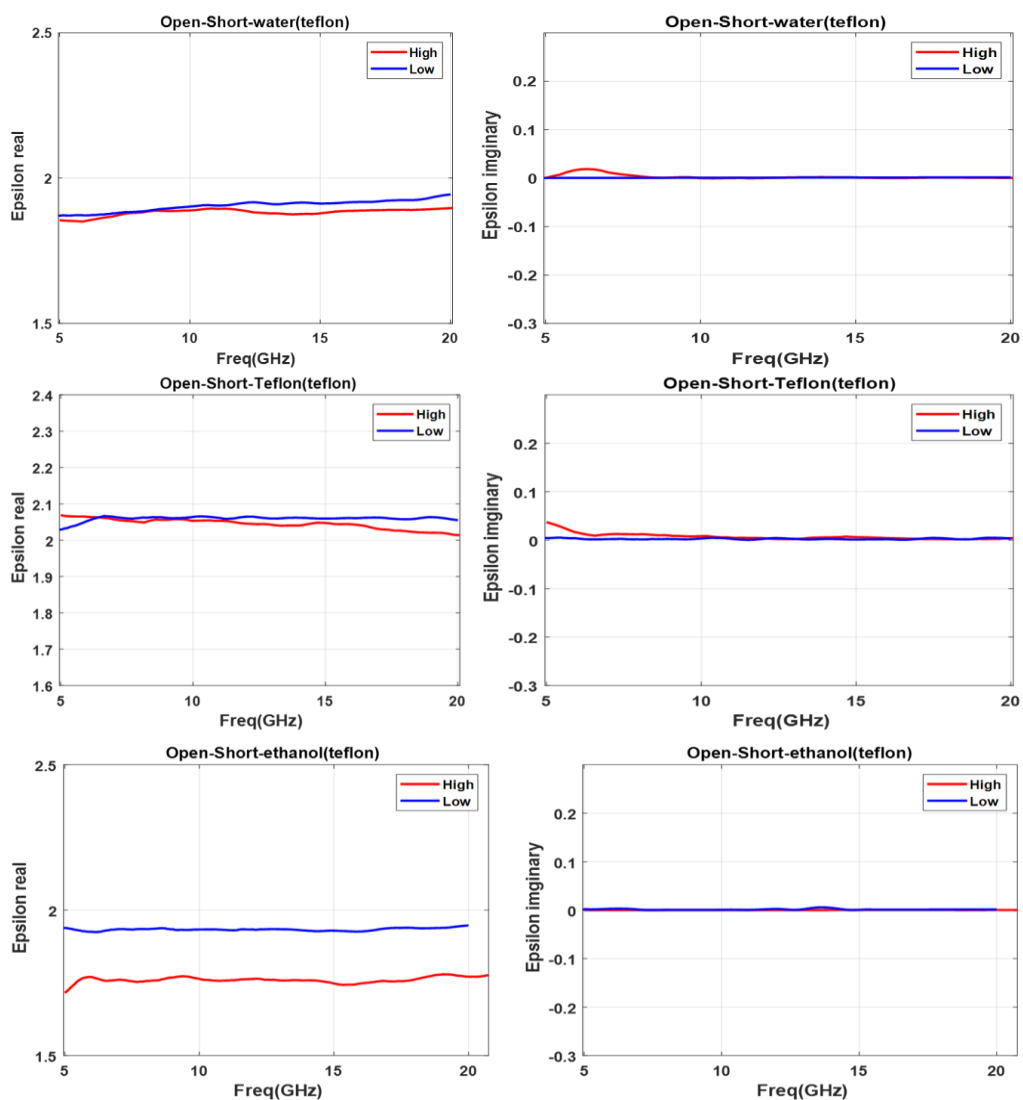 Open-Short-water(teflon)
2.5
High
Low
2
1.5
Epsilon real
5
10
15
20
Freq(GHz)
Open-Short-water(teflon)
High
Low
0.2
0.1
0
-0.1
-0.2
-0.3
Epsilon imginary
5
10
15
20
Freq(GHz)
Open-Short-Teflon(teflon)
2.4
2.3
2.2
2.1
2
1.9
1.8
1.7
1.6
High
Low
Epsilon real
5
10
15
20
Freq(GHz)
Open-Short-Teflon(teflon)
High
Low
0.2
0.1
0
-0.1
-0.2
-0.3
Epsilon imginary
5
10
15
20
Freq(GHz)
Open-Short-ethanol(teflon)
2.5
High
Low
2
1.5
Epsilon real
5
10
15
20
Freq(GHz)
Open-Short-ethanol(teflon)
High
Low
0.2
0.1
0
-0.1
-0.2
-0.3
Epsilon imginary
5
10
15
20
Freq(GHz)